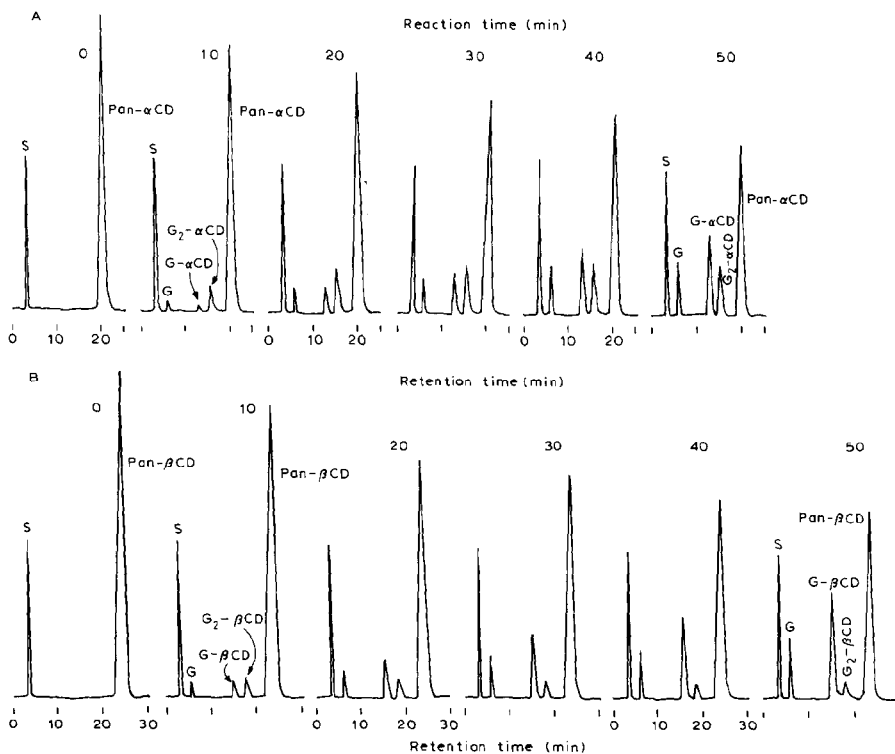 A
Reaction time (min)
0 10 20 30 40 50
Pan-αCD Pan-αCD
S S S
G₂-αCD
G-αCD
G
G-αCD
G
G₂-αCD
Pan-αCD
0 10 20 0 10 20 0 10 20
Retention time (min)
B
0 10 20 30 40 50
Pan-βCD Pan-βCD Pan-βCD
S S S
G₂-βCD
G-βCD
G
G-βCD
G
G₂-βCD
0 10 20 30 0 10 20 30 0 10 20 30
Retention time (min)